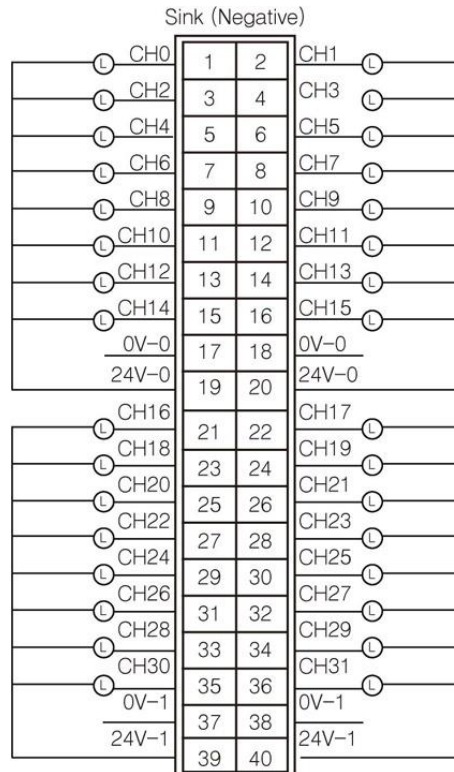 Sink (Negative)
L CH0 1 2 CH1 L
L CH2 3 4 CH3 L
L CH4 5 6 CH5 L
L CH6 7 8 CH7 L
L CH8 9 10 CH9 L
L CH10 11 12 CH11 L
L CH12 13 14 CH13 L
L CH14 15 16 CH15 L
0V-0 17 18 0V-0
24V-0 19 20 24V-0
L CH16 21 22 CH17 L
L CH18 23 24 CH19 L
L CH20 25 26 CH21 L
L CH22 27 28 CH23 L
L CH24 29 30 CH25 L
L CH26 31 32 CH27 L
L CH28 33 34 CH29 L
L CH30 35 36 CH31 L
0V-1 37 38 0V-1
24V-1 39 40 24V-1